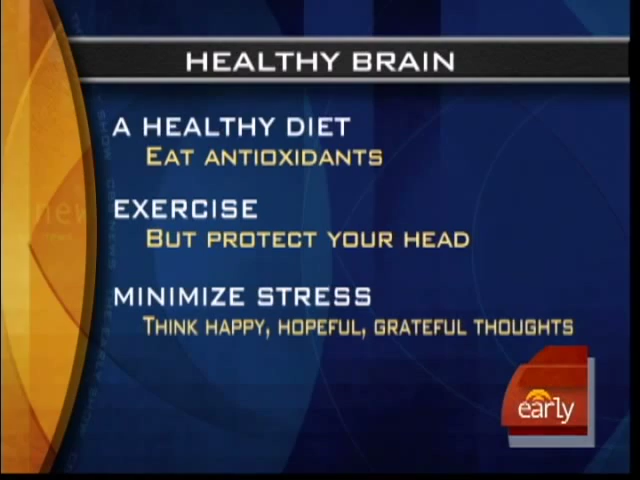 HEALTHY BRAIN
A HEALTHY DIET
EAT ANTIOXIDANTS
EXERCISE
BUT PROTECT YOUR HEAD
MINIMIZE STRESS
THINK HAPPY, HOPEFUL, GRATEFUL THOUGHTS
early